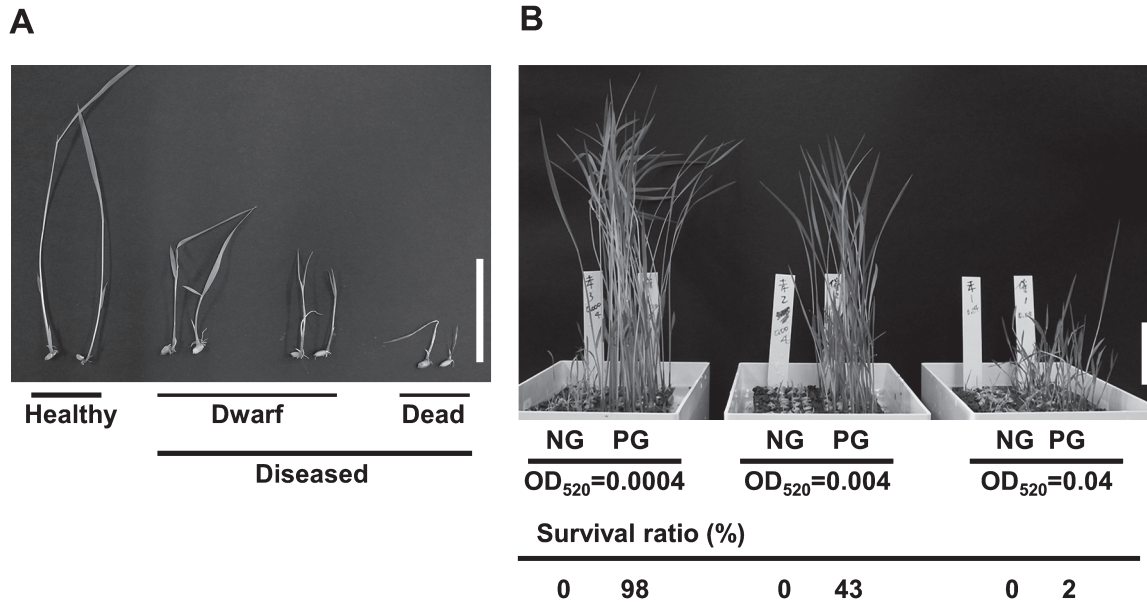 A
B
Healthy
Dwarf
Dead
Diseased
NG PG
NG PG
NG PG
OD₅₂₀=0.0004
OD₅₂₀=0.004
OD₅₂₀=0.04
Survival ratio (%)
0 98 0 43 0 2